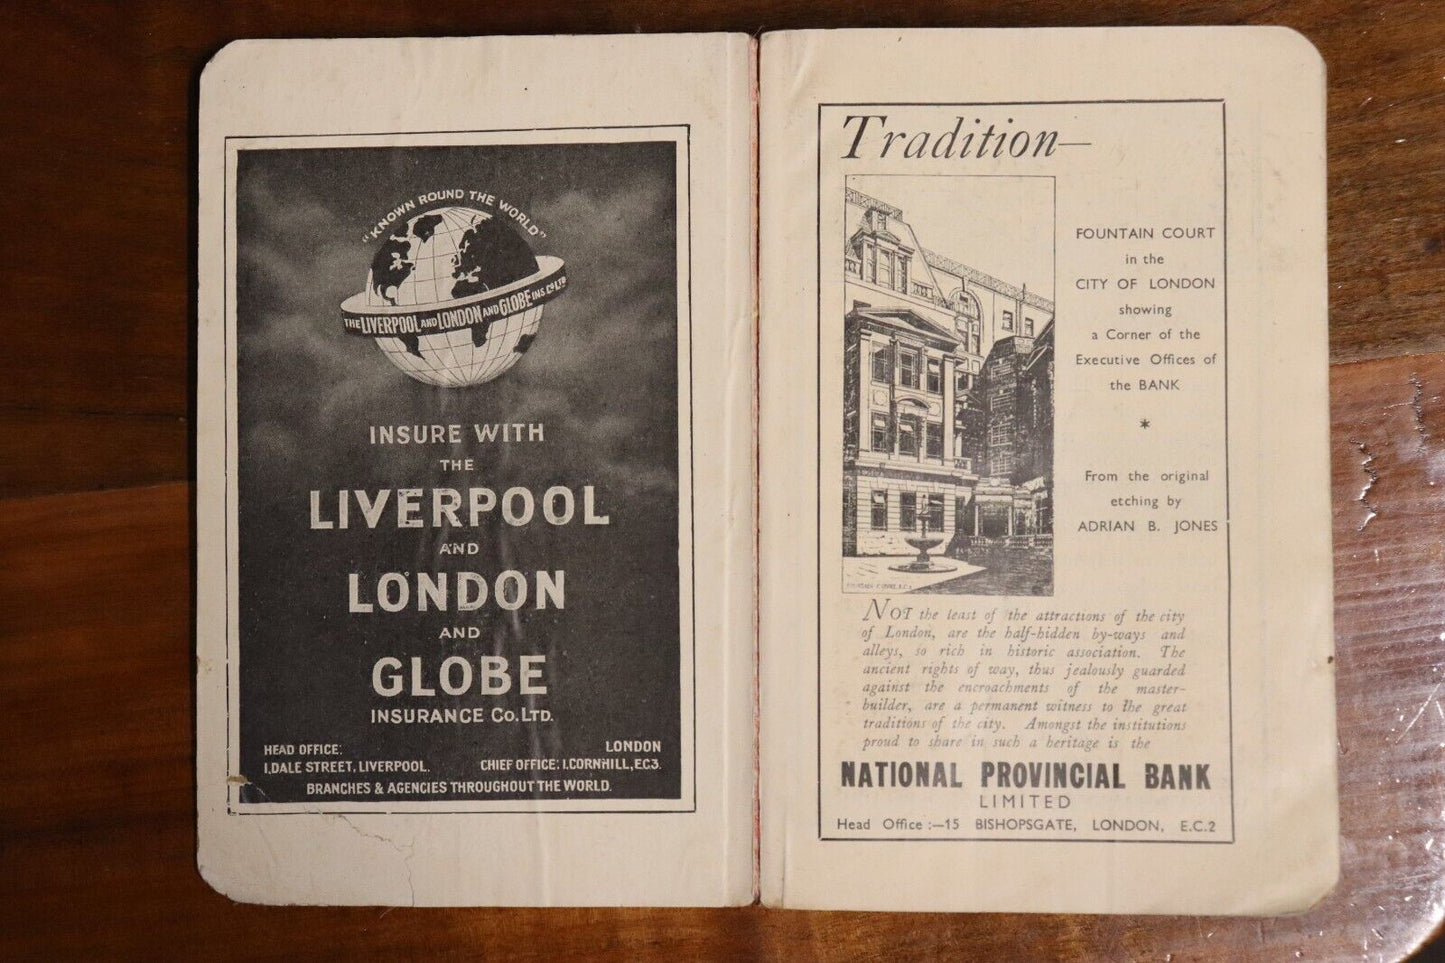 "KNOWN ROUND THE WORLD"
THE LIVERPOOL AND LONDON AND GLOBE INS CO LTD
INSURE WITH
THE
LIVERPOOL
AND
LONDON
AND
GLOBE
INSURANCE Co. LTD.
HEAD OFFICE:
1, DALE STREET, LIVERPOOL.
LONDON
CHIEF OFFICE: 1. CORNHILL, E.C3.
BRANCHES & AGENCIES THROUGHOUT THE WORLD.
Tradition—
FOUNTAIN COURT
in the
CITY OF LONDON
showing
a Corner of the
Executive Offices of
the BANK
*
From the original
etching by
ADRIAN B. JONES
NOT the least of the attractions of the city
of London, are the half-hidden by-ways and
alleys, so rich in historic association. The
ancient rights of way, thus jealously guarded
against the encroachments of the master-
builder, are a permanent witness to the great
traditions of the city. Amongst the institutions
proud to share in such a heritage is the
NATIONAL PROVINCIAL BANK
LIMITED
Head Office :—15 BISHOPSGATE, LONDON, E.C.2